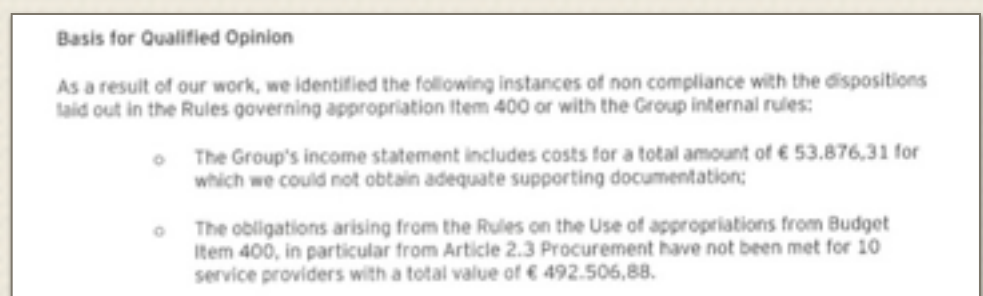 Basis for Qualified Opinion
As a result of our work, we identified the following instances of non compliance with the dispositions
laid out in the Rules governing appropriation Item 400 or with the Group internal rules:
o The Group's income statement includes costs for a total amount of € 53.876,31 for
which we could not obtain adequate supporting documentation;
o The obligations arising from the Rules on the Use of appropriations from Budget
Item 400, in particular from Article 2.3 Procurement have not been met for 10
service providers with a total value of € 492.506,88.